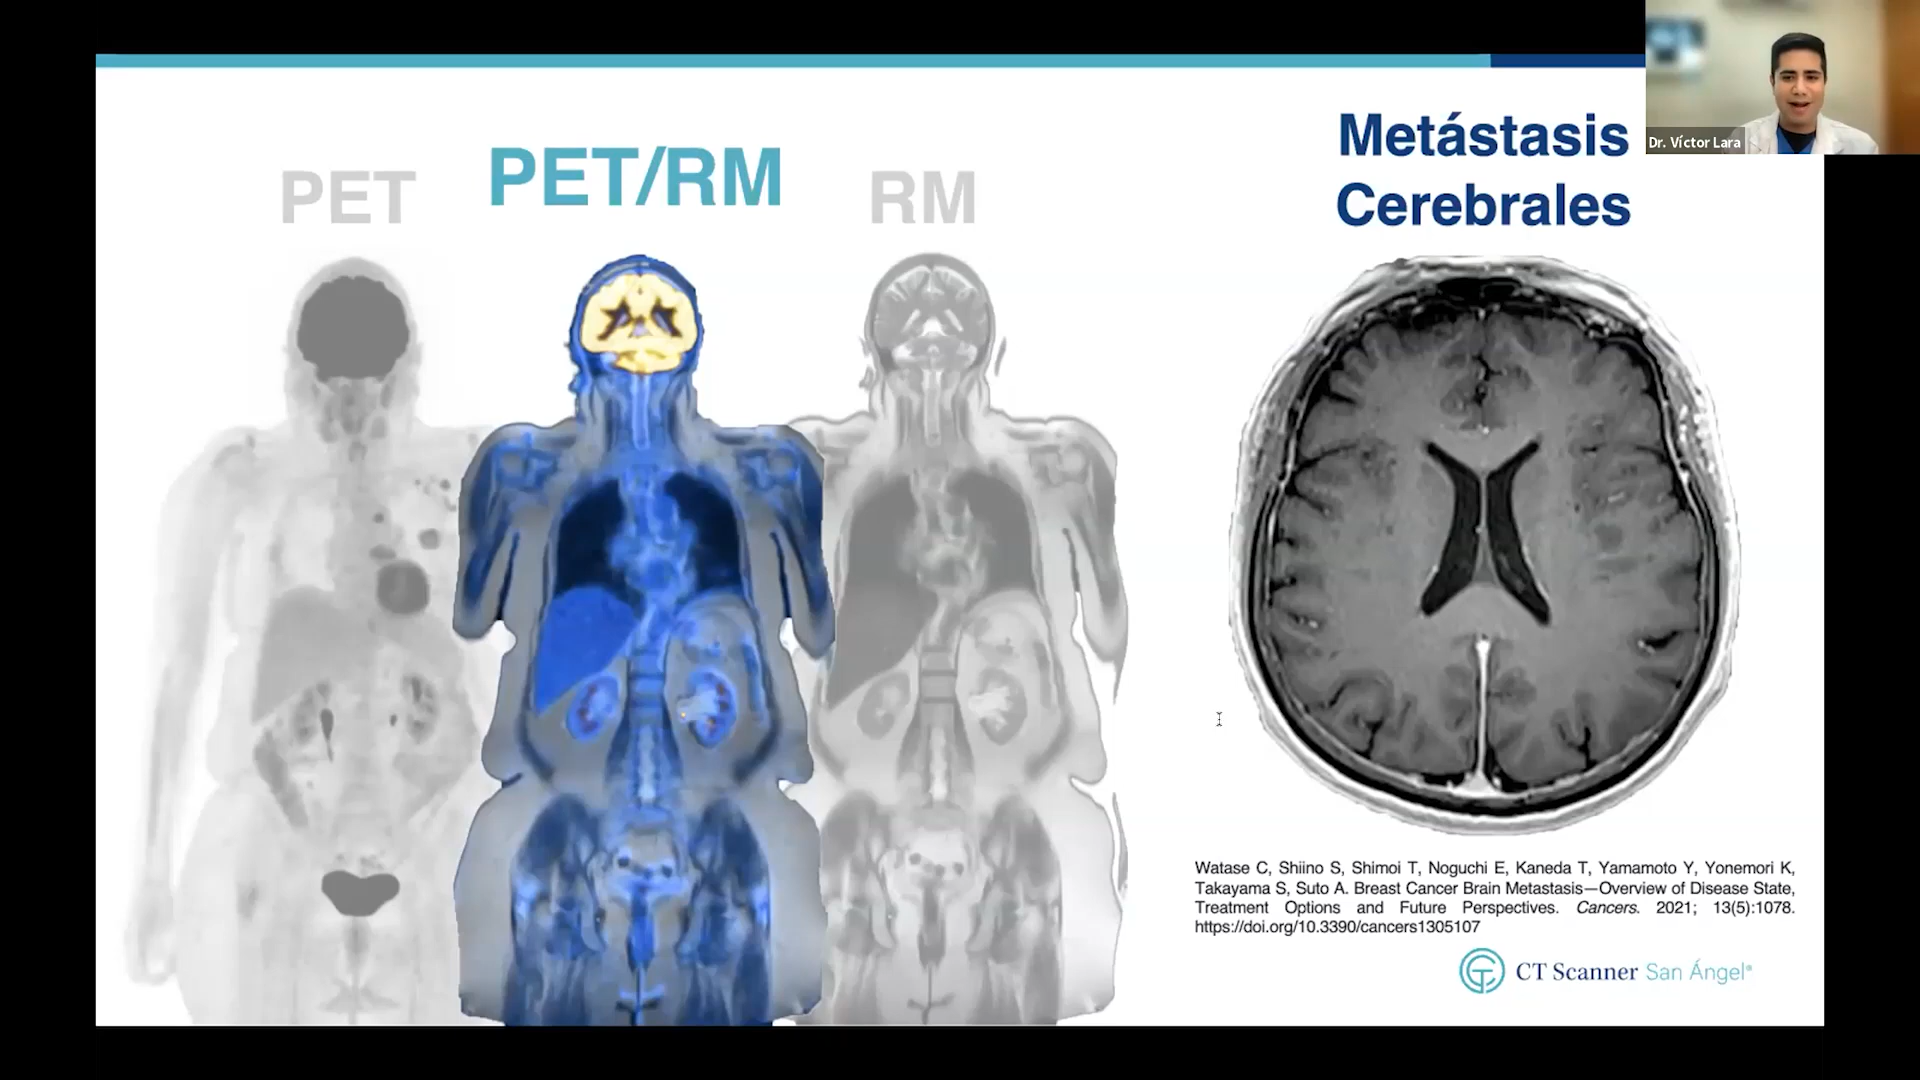 PET
PET/RM
RM
Metástasis
Cerebrales
Dr. Víctor Lara
Watase C, Shiino S, Shimoi T, Noguchi E, Kaneda T, Yamamoto Y, Yonemori K,
Takayama S, Suto A. Breast Cancer Brain Metastasis—Overview of Disease State,
Treatment Options and Future Perspectives. Cancers. 2021; 13(5):1078.
https://doi.org/10.3390/cancers1305107
CT Scanner San Ángel®